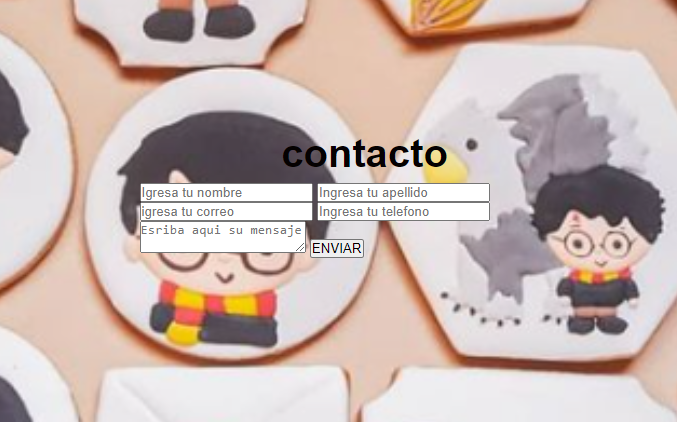 contacto
Igresa tu nombre Ingresa tu apellido
igresa tu correo Ingresa tu telefono
Esriba aqui su mensaje ENVIAR